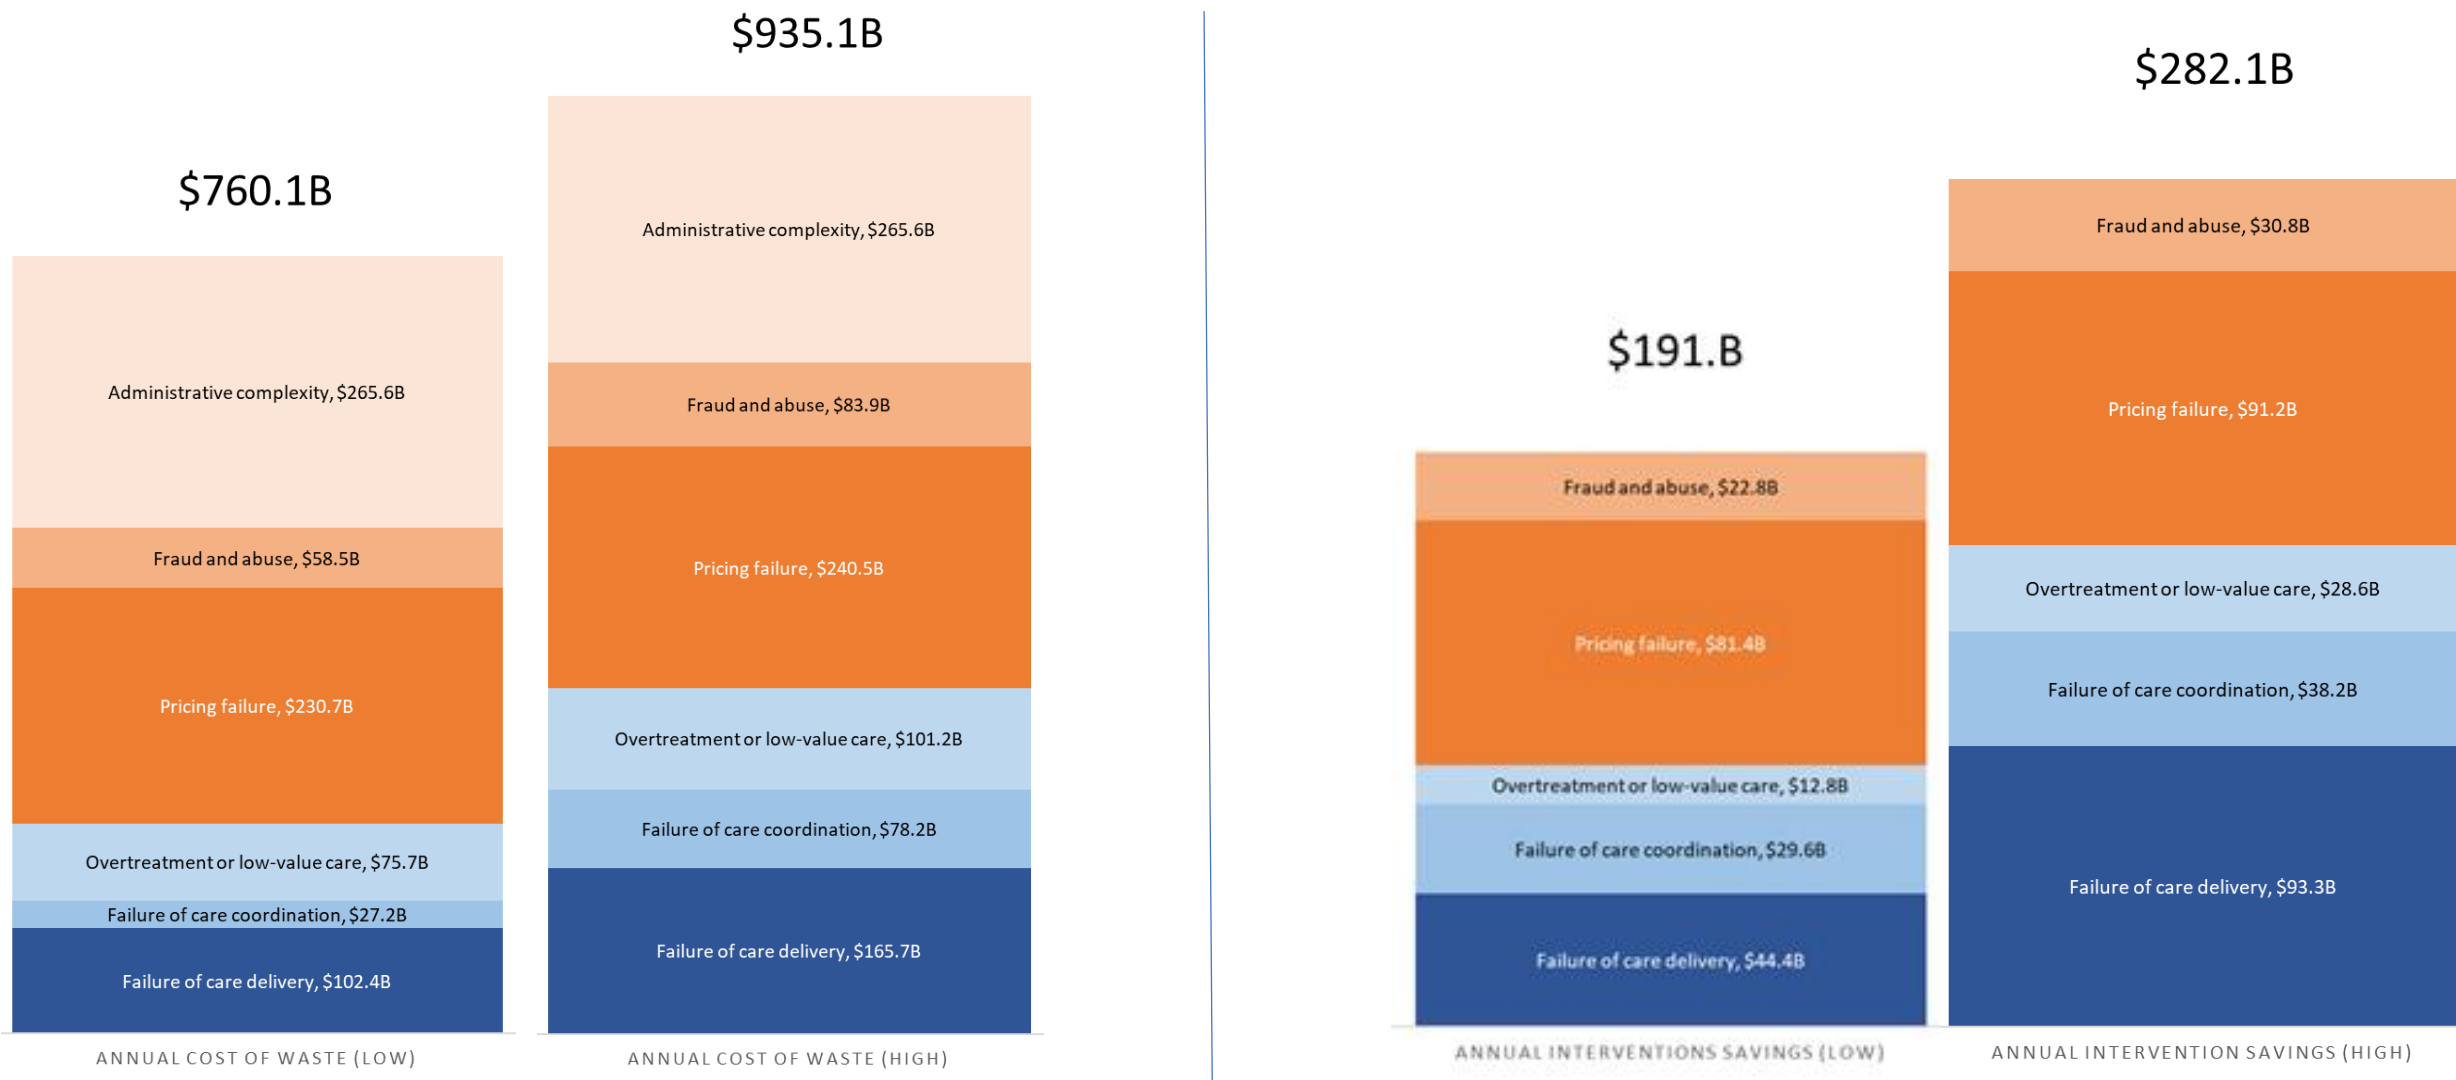 $760.1B
Administrative complexity, $265.6B
Fraud and abuse, $58.5B
Pricing failure, $230.7B
Overtreatment or low-value care, $75.7B
Failure of care coordination, $27.2B
Failure of care delivery, $102.4B
ANNUAL COST OF WASTE (LOW)
$935.1B
Administrative complexity, $265.6B
Fraud and abuse, $83.9B
Pricing failure, $240.5B
Overtreatment or low-value care, $101.2B
Failure of care coordination, $78.2B
Failure of care delivery, $165.7B
ANNUAL COST OF WASTE (HIGH)
$191.B
Fraud and abuse, $22.8B
Pricing failure, $81.4B
Overtreatment or low-value care, $12.8B
Failure of care coordination, $29.6B
Failure of care delivery, $44.4B
ANNUAL INTERVENTIONS SAVINGS (LOW)
$282.1B
Fraud and abuse, $30.8B
Pricing failure, $91.2B
Overtreatment or low-value care, $28.6B
Failure of care coordination, $38.2B
Failure of care delivery, $93.3B
ANNUAL INTERVENTION SAVINGS (HIGH)